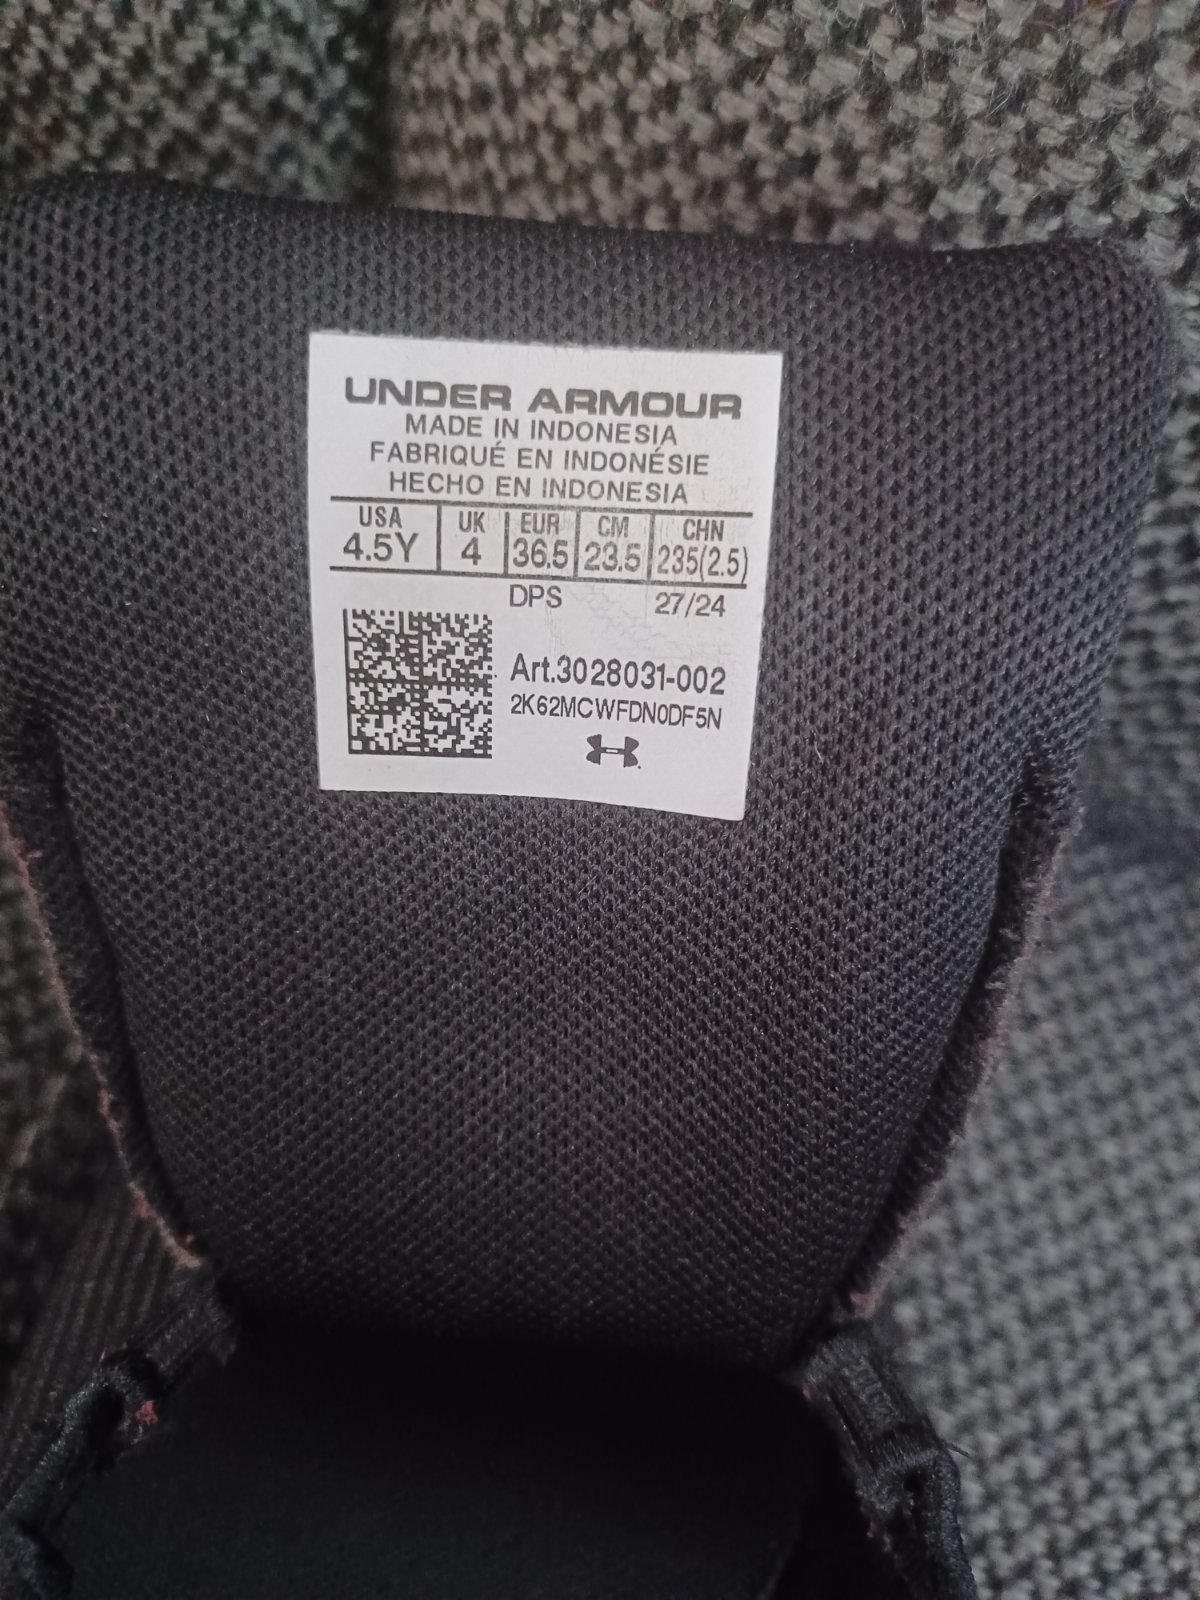 UNDER ARMOUR
MADE IN INDONESIA
FABRIQUÉ EN INDONÉSIE
HECHO EN INDONESIA
USA UK EUR CM CHN
4.5Y 4 36.5 23.5 235(2.5)
DPS 27/24
Art.3028031-002
2K62MCWFDN0DF5N